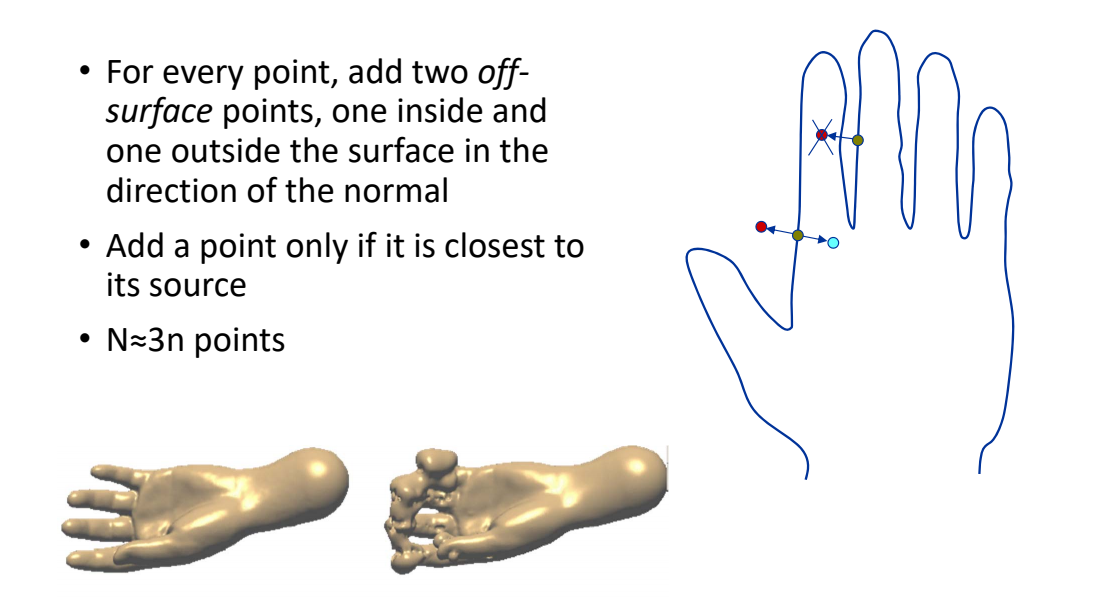 • For every point, add two off-
surface points, one inside and
one outside the surface in the
direction of the normal
• Add a point only if it is closest to
its source
• N≈3n points